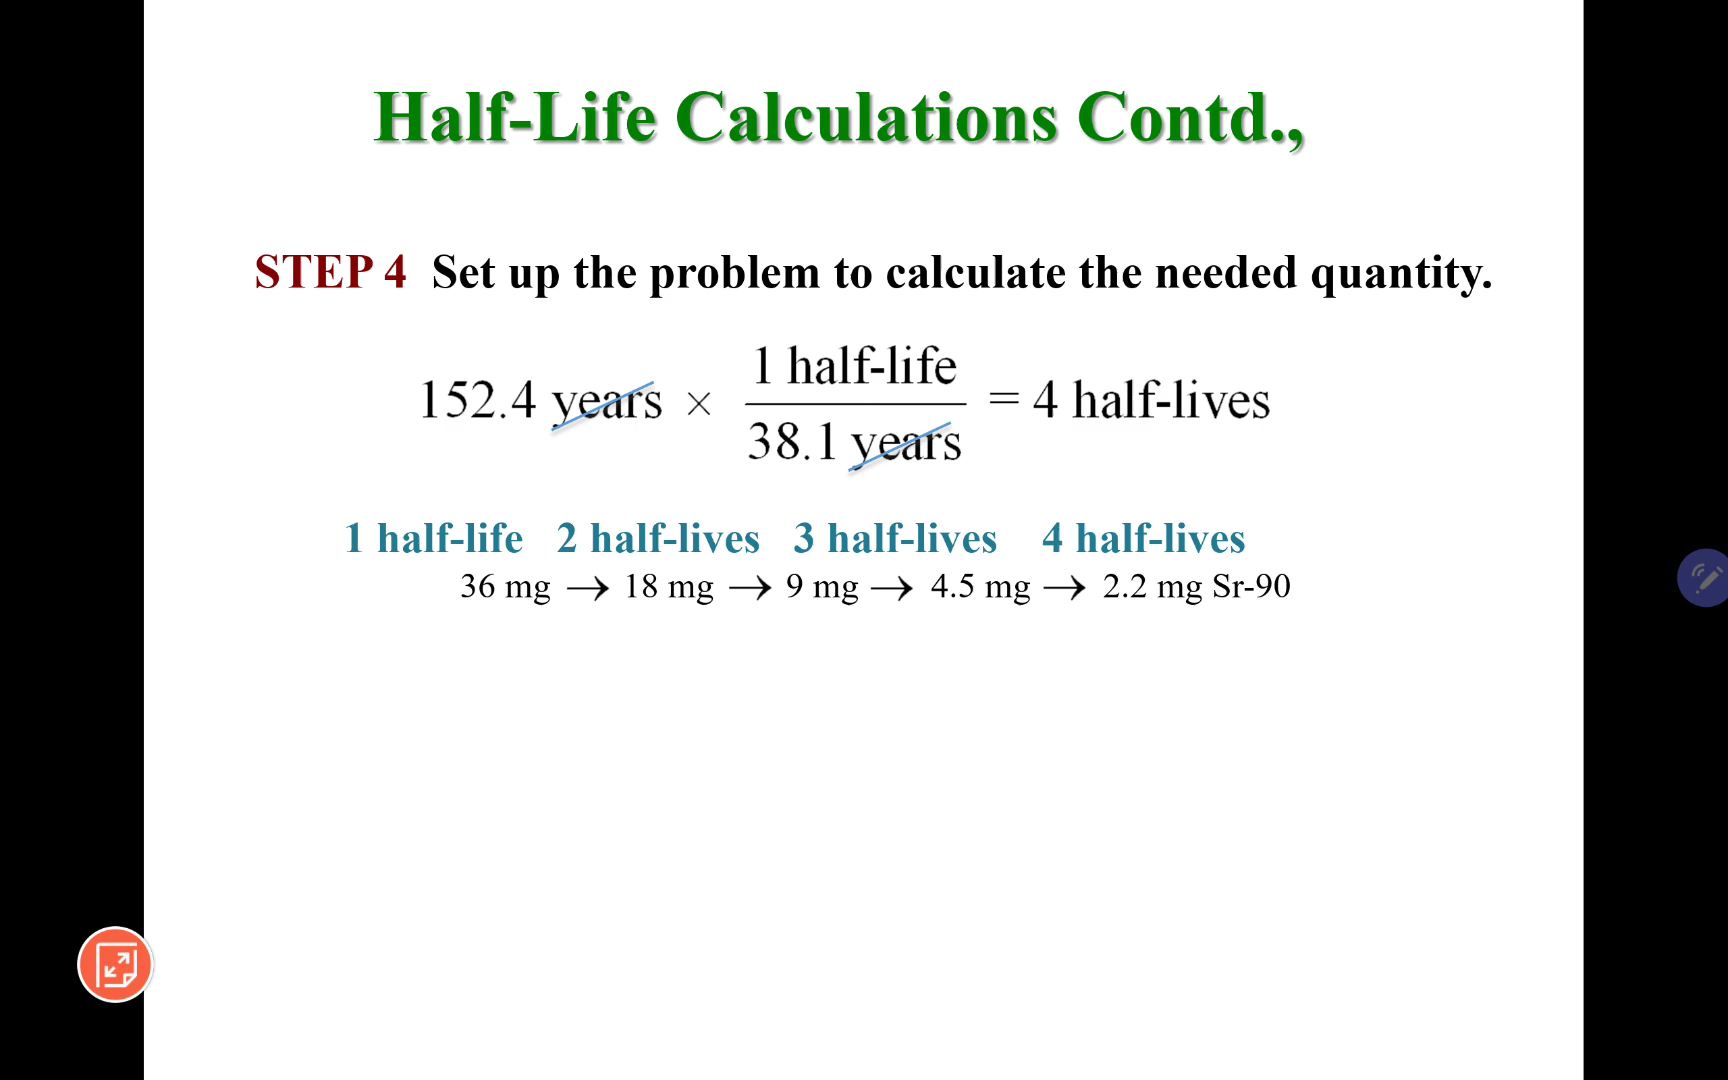 Half-Life Calculations Contd.,
STEP 4 Set up the problem to calculate the needed quantity.
1 half-life
152.4 years × = 4 half-lives
38.1 years
1 half-life 2 half-lives 3 half-lives 4 half-lives
36 mg → 18 mg → 9 mg → 4.5 mg → 2.2 mg Sr-90